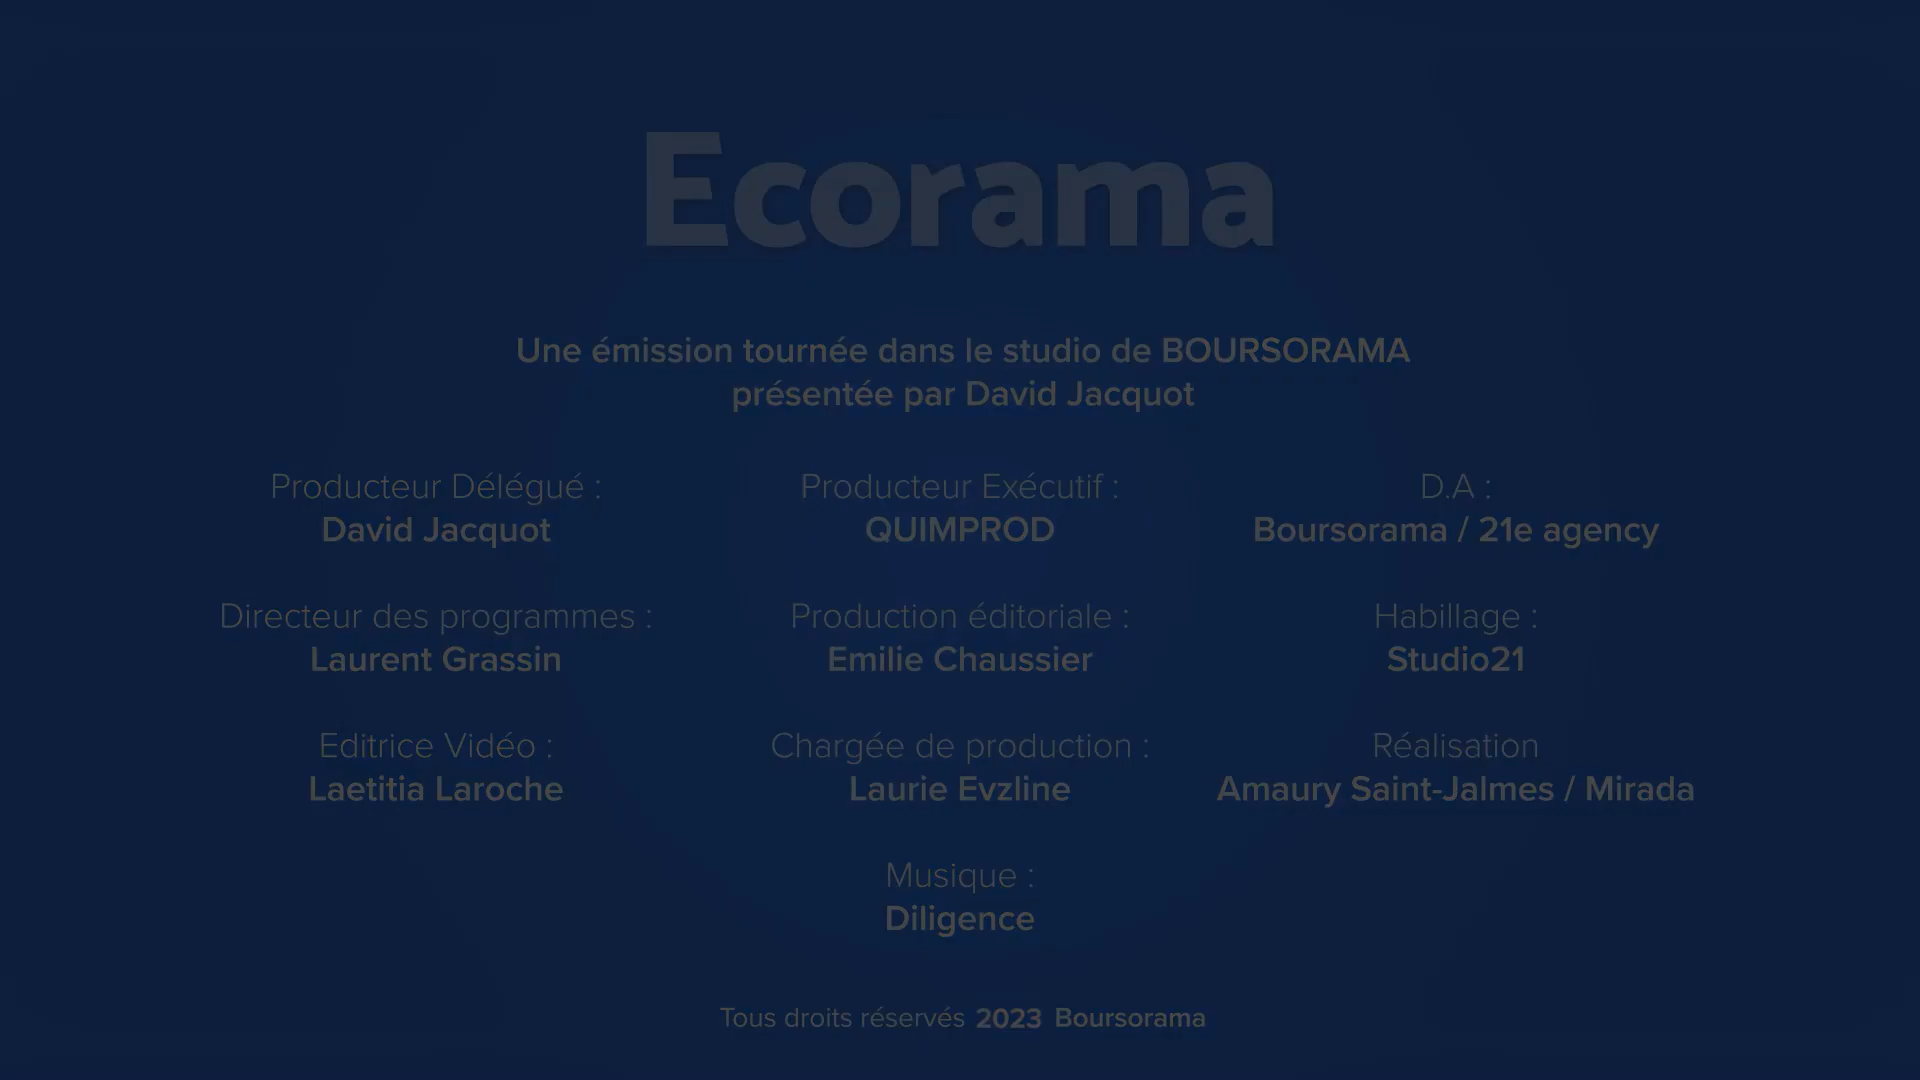 Ecorama
Une émission tournée dans le studio de BOURSORAMA
présentée par David Jacquot
Producteur Délégué :
David Jacquot
Producteur Exécutif :
QUIMPROD
D.A :
Boursorama / 21e agency
Directeur des programmes :
Laurent Grassin
Production éditoriale :
Emilie Chaussier
Habillage :
Studio21
Editrice Vidéo :
Laetitia Laroche
Chargée de production :
Laurie Evzline
Réalisation
Amaury Saint-Jalmes / Mirada
Musique :
Diligence
Tous droits réservés 2023 Boursorama